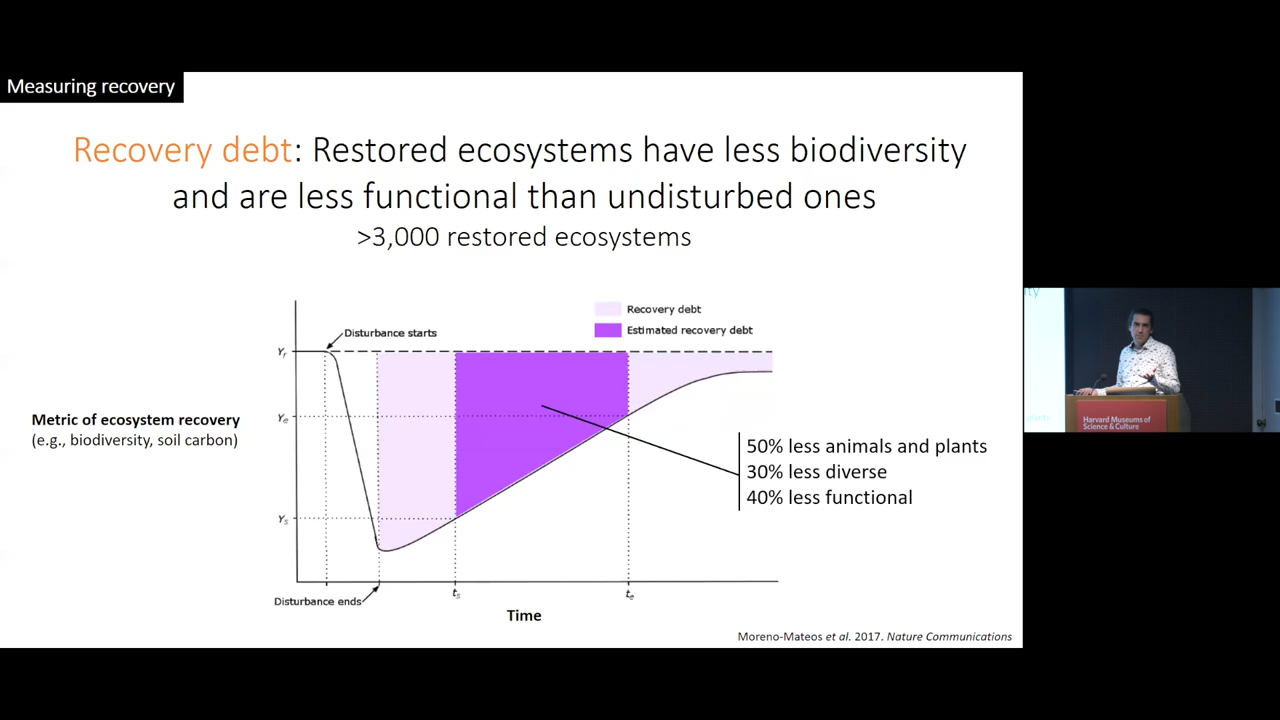 Measuring recovery
Recovery debt: Restored ecosystems have less biodiversity
and are less functional than undisturbed ones
>3,000 restored ecosystems
Recovery debt
Estimated recovery debt
Disturbance starts
Yr
Ye
Ys
Metric of ecosystem recovery
(e.g., biodiversity, soil carbon)
50% less animals and plants
30% less diverse
40% less functional
Disturbance ends
ts
te
Time
Moreno-Mateos et al. 2017. Nature Communications
Harvard Museums of
Science & Culture